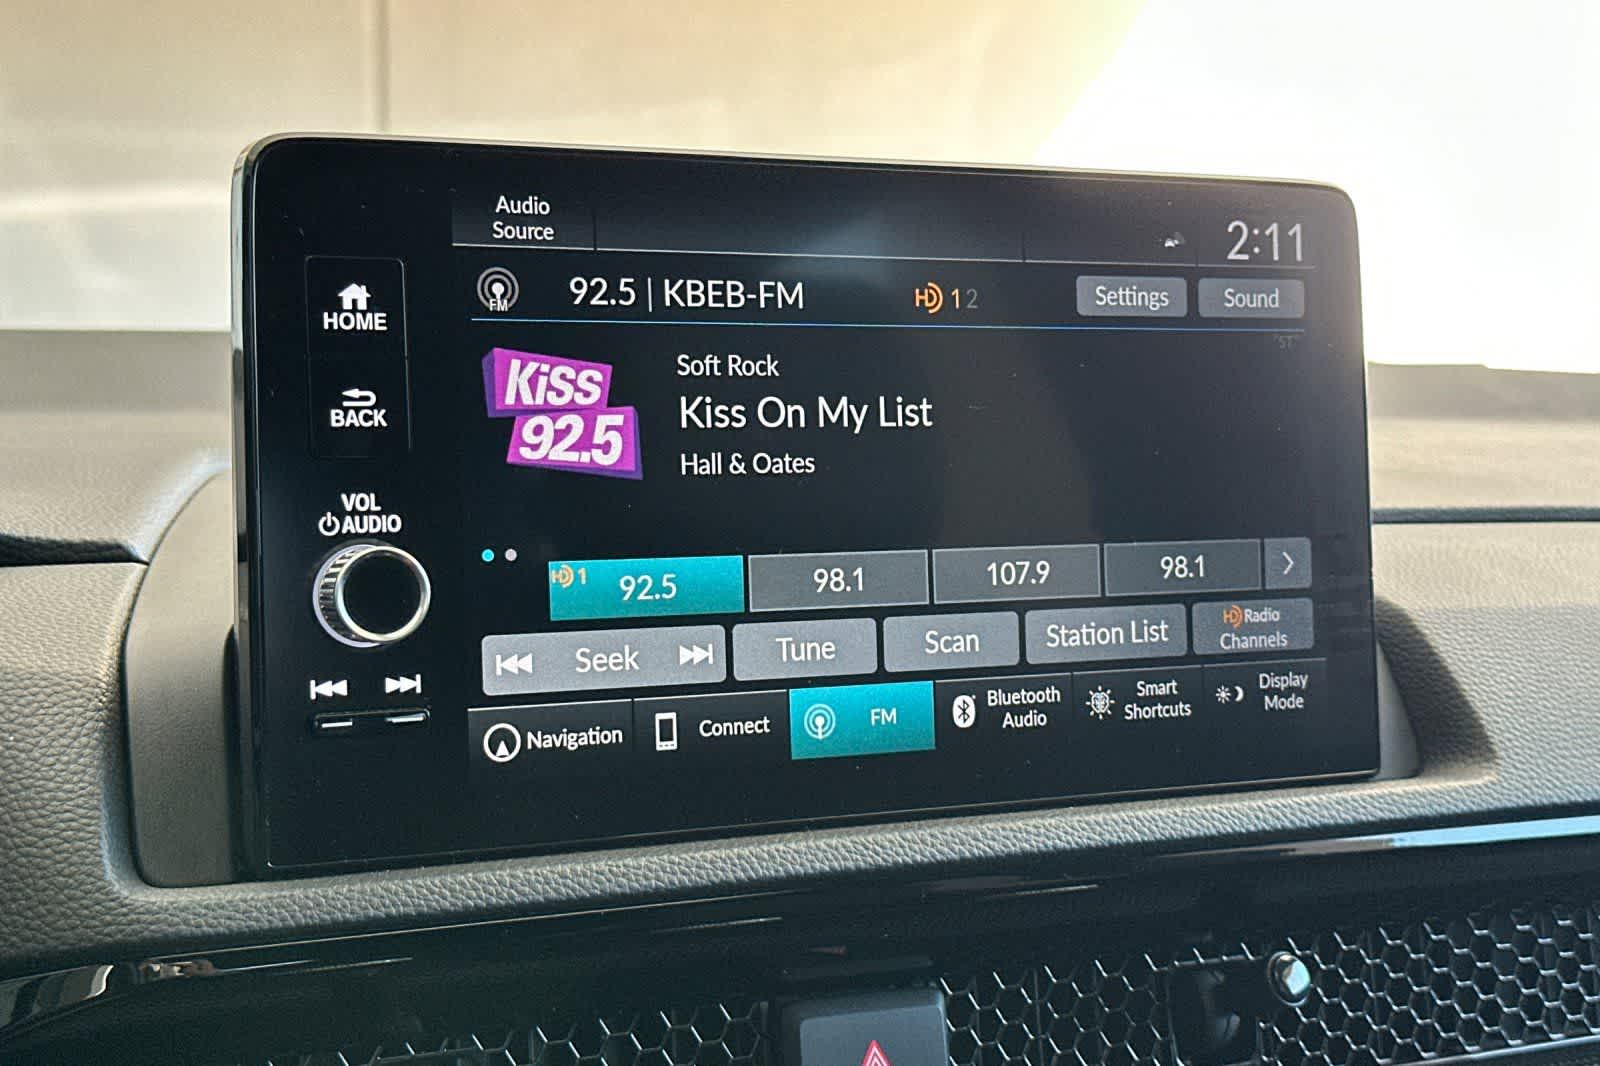 Audio
Source
2:11
FM
92.5 | KBEB-FM
HD 1 2
Settings
Sound
ST
HOME
BACK
VOL
AUDIO
KiSS
92.5
Soft Rock
Kiss On My List
Hall & Oates
HD 1
92.5
98.1
107.9
98.1
Seek
Tune
Scan
Station List
HD Radio
Channels
Navigation
Connect
FM
Bluetooth
Audio
Smart
Shortcuts
Display
Mode